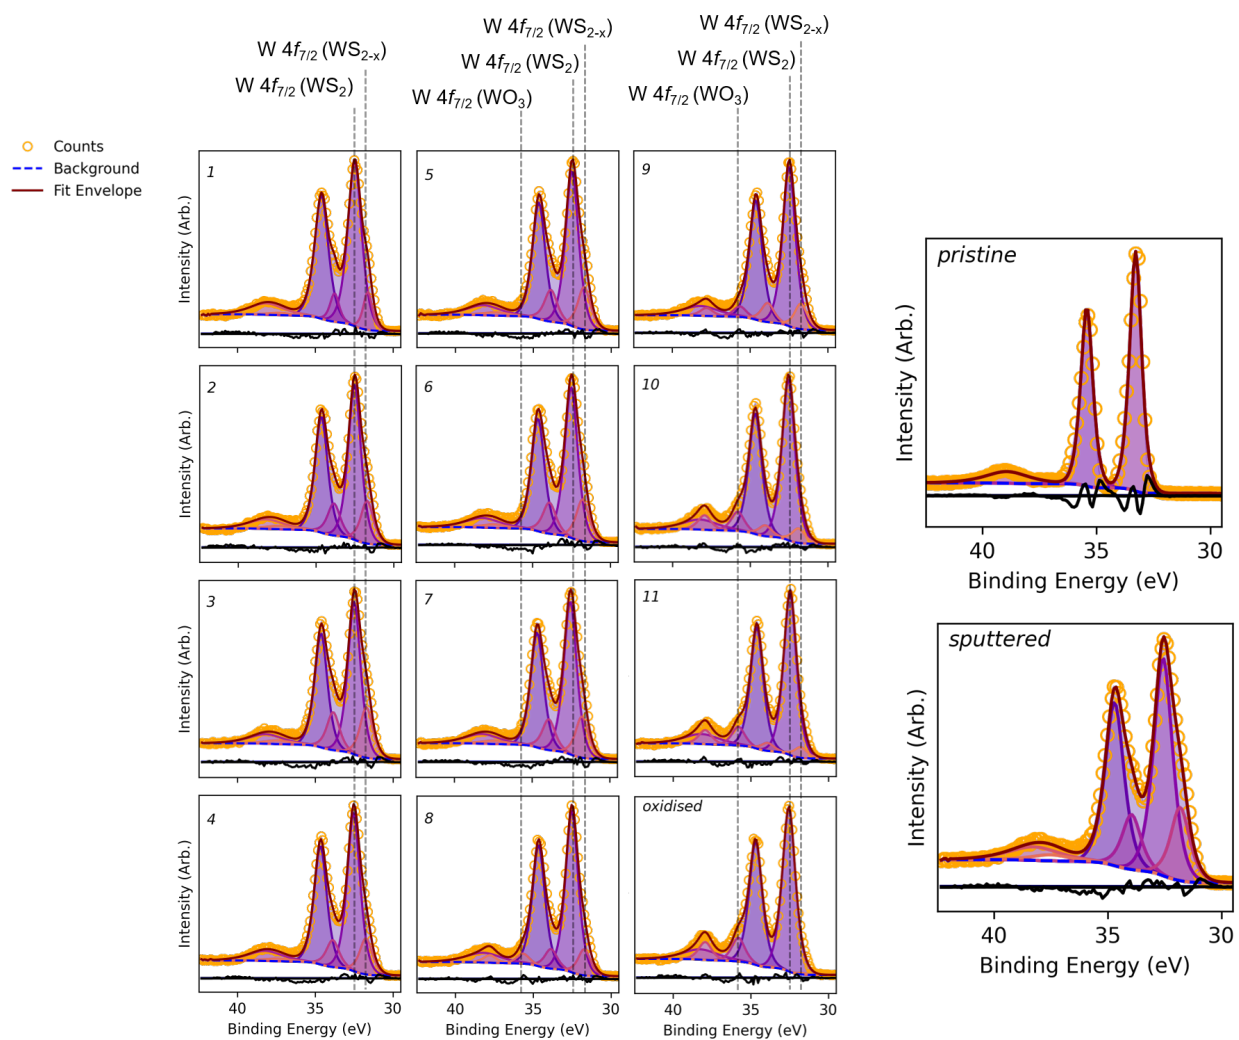 W 4f7/2 (WS2-x)
W 4f7/2 (WS2)
W 4f7/2 (WS2-x)
W 4f7/2 (WS2)
W 4f7/2 (WO3)
W 4f7/2 (WS2-x)
W 4f7/2 (WS2)
W 4f7/2 (WO3)
Counts
Background
Fit Envelope
1
5
9
Intensity (Arb.)
2
6
10
Intensity (Arb.)
3
7
11
Intensity (Arb.)
4
8
oxidised
Intensity (Arb.)
40 35 30
40 35 30
40 35 30
Binding Energy (eV)
Binding Energy (eV)
Binding Energy (eV)
pristine
Intensity (Arb.)
40 35 30
Binding Energy (eV)
sputtered
Intensity (Arb.)
40 35 30
Binding Energy (eV)